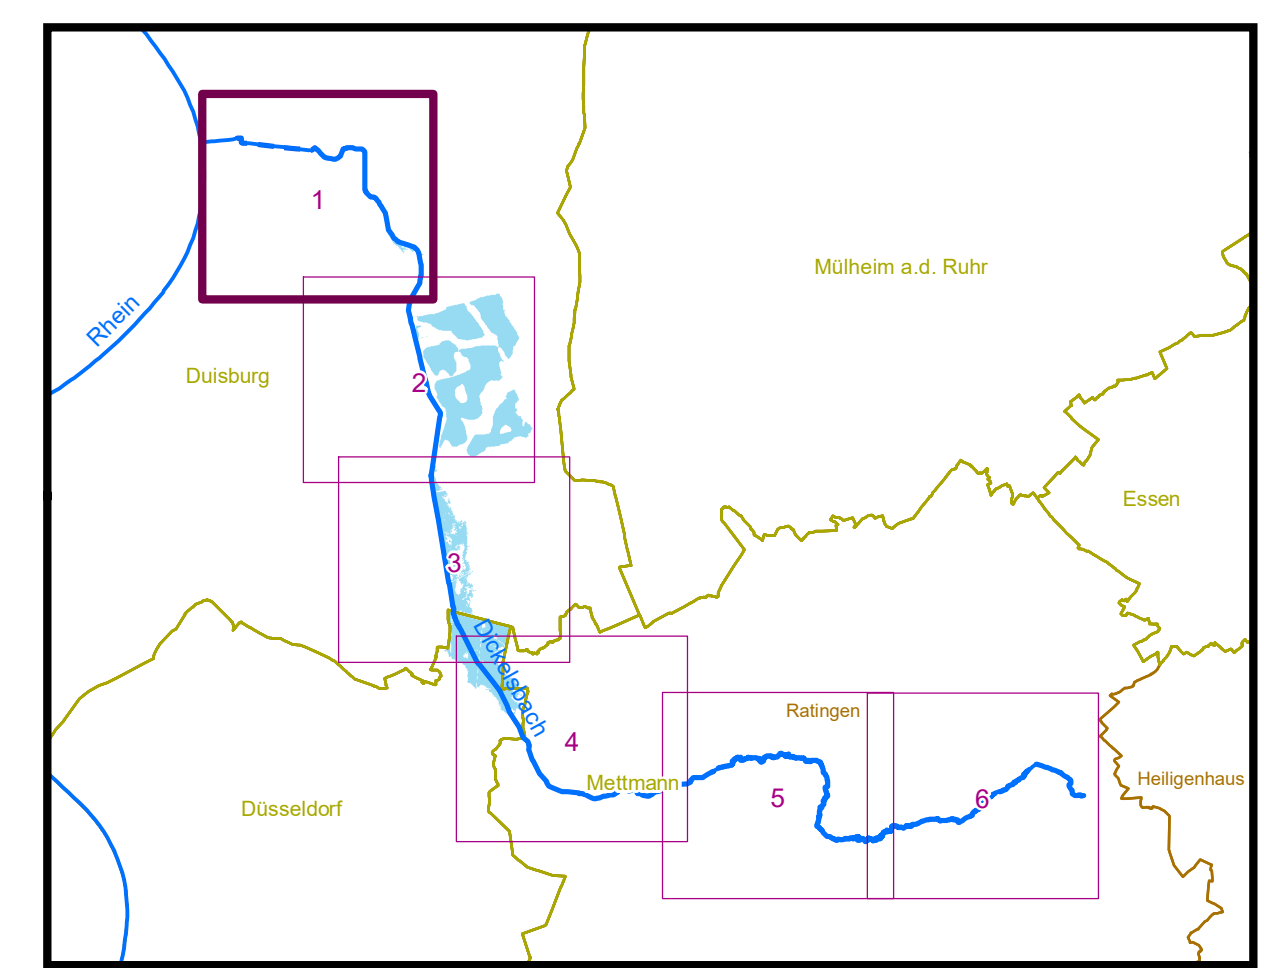 1
Mülheim a.d. Ruhr
Rhein
Duisburg
2
Essen
3
Dickelsbach
Ratingen
4
Mettmann
Heiligenhaus
5
6
Düsseldorf